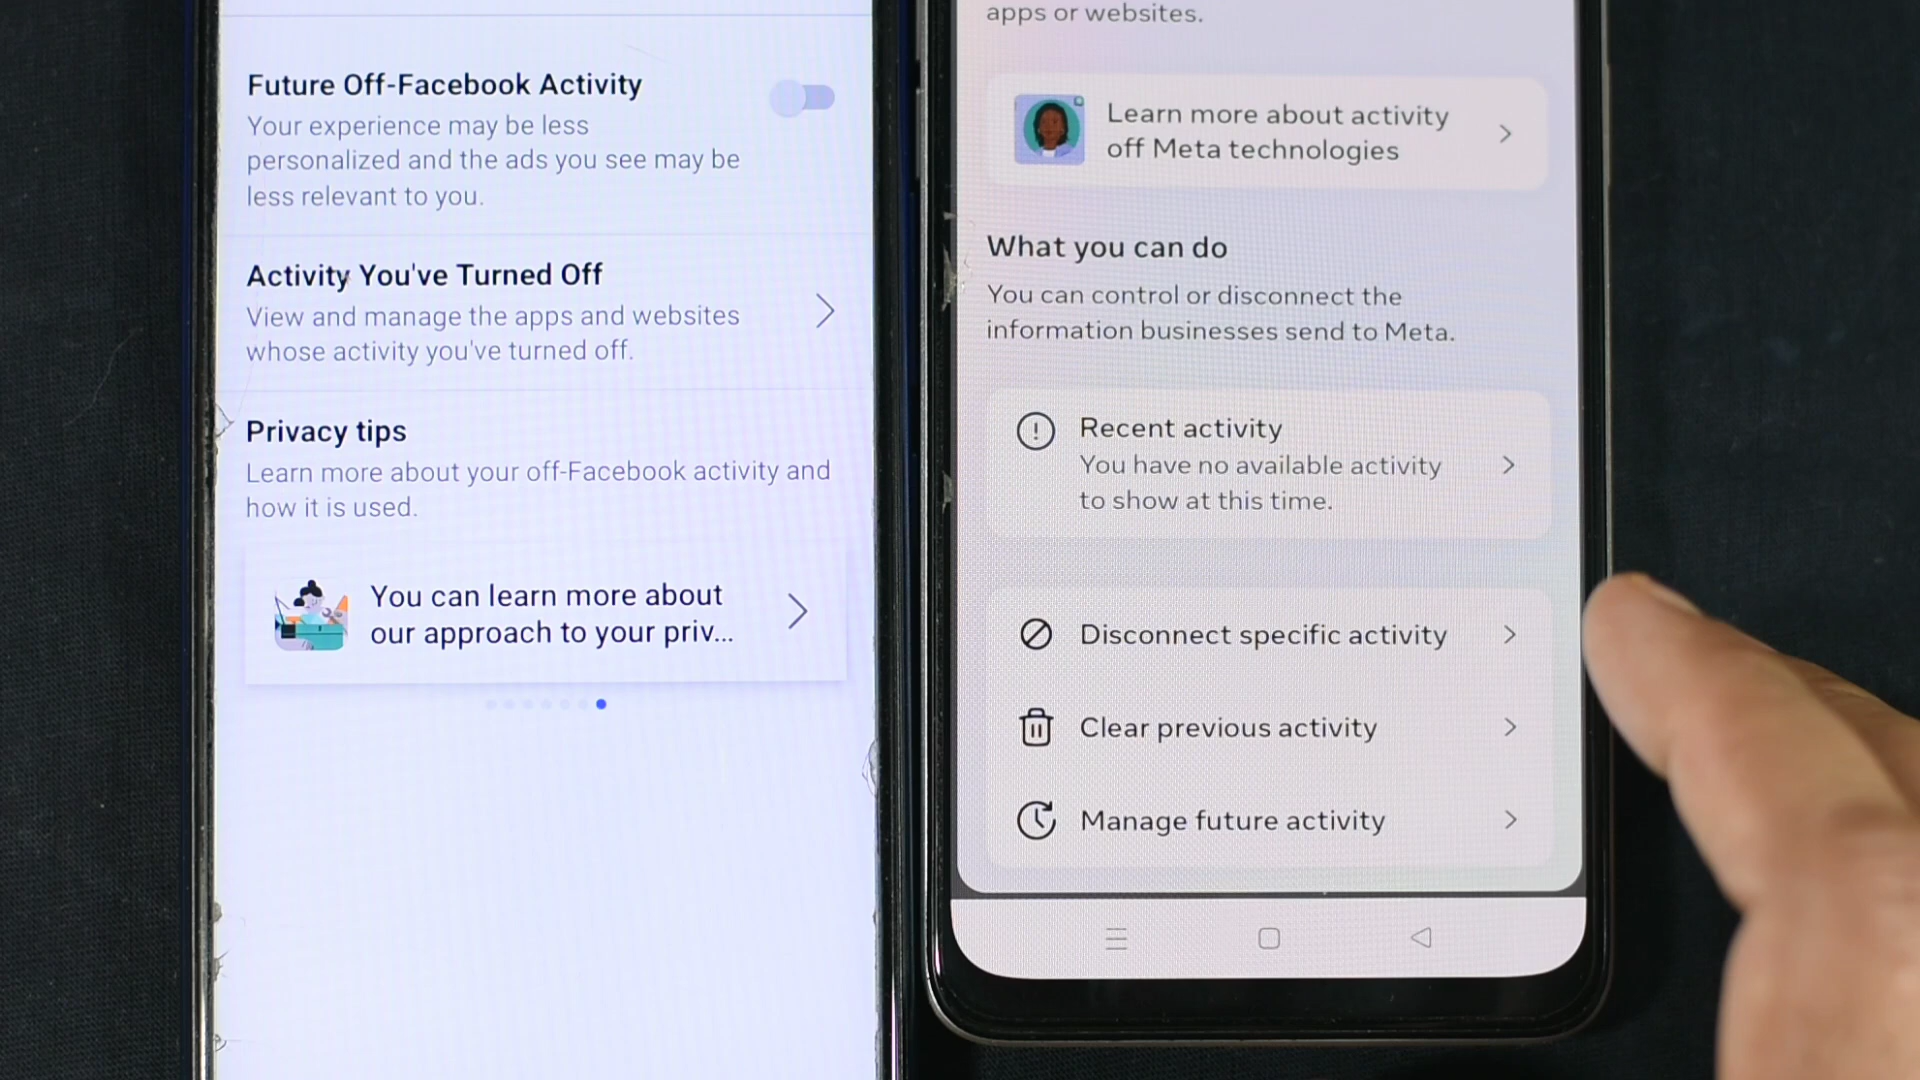 Future Off-Facebook Activity
Your experience may be less
personalized and the ads you see may be
less relevant to you.
Activity You've Turned Off
View and manage the apps and websites
whose activity you've turned off.
Privacy tips
Learn more about your off-Facebook activity and
how it is used.
You can learn more about
our approach to your priv...
apps or websites.
Learn more about activity
off Meta technologies
What you can do
You can control or disconnect the
information businesses send to Meta.
Recent activity
You have no available activity
to show at this time.
Disconnect specific activity
Clear previous activity
Manage future activity